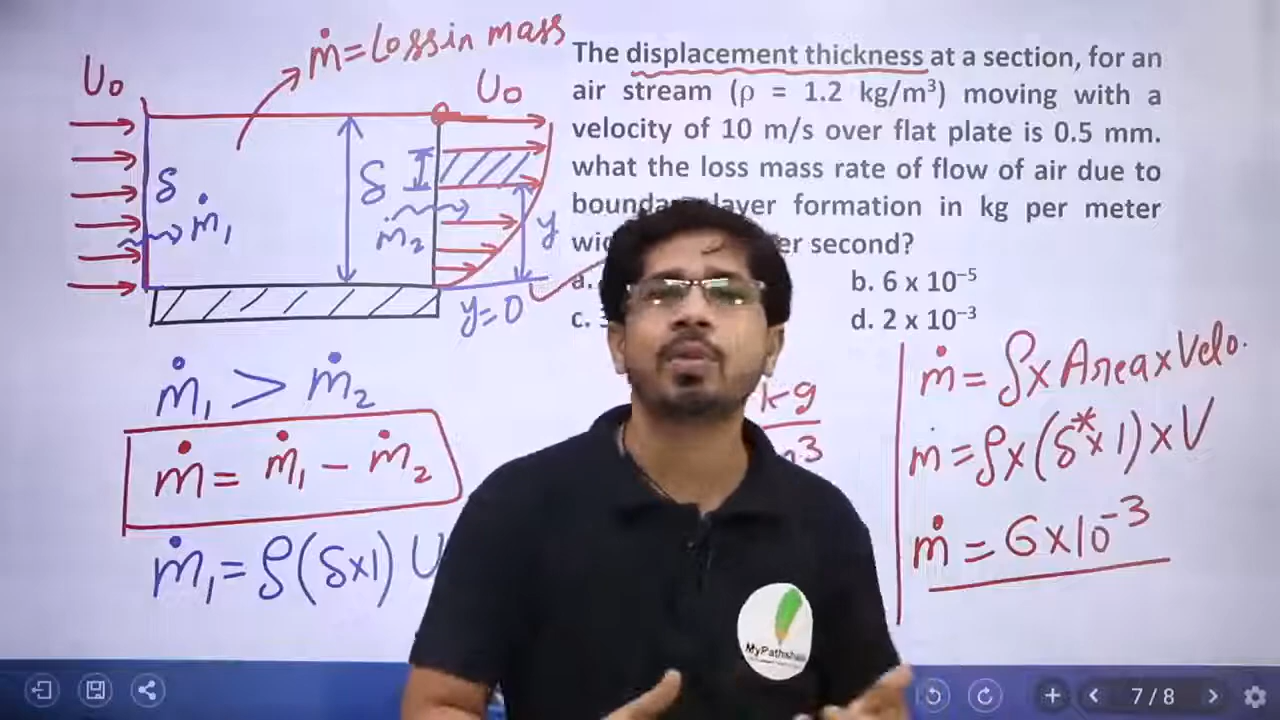 ṁ = Loss in mass
U₀
U₀
δ
δ
ṁ₁
ṁ₂
y
y=0
The displacement thickness at a section, for an
air stream (ρ = 1.2 kg/m³) moving with a
velocity of 10 m/s over flat plate is 0.5 mm.
what the loss mass rate of flow of air due to
layer formation in kg per meter
second?
a.
b. 6 x 10⁻⁵
c.
d. 2 x 10⁻³
ṁ₁ > ṁ₂
ṁ = ṁ₁ − ṁ₂
ṁ₁ = ρ(δ×1) U
kg
ṁ = ρ × Area × Velo.
ṁ = ρ × (δ* × 1) × V
ṁ = 6×10⁻³
MyPathshala
7 / 8